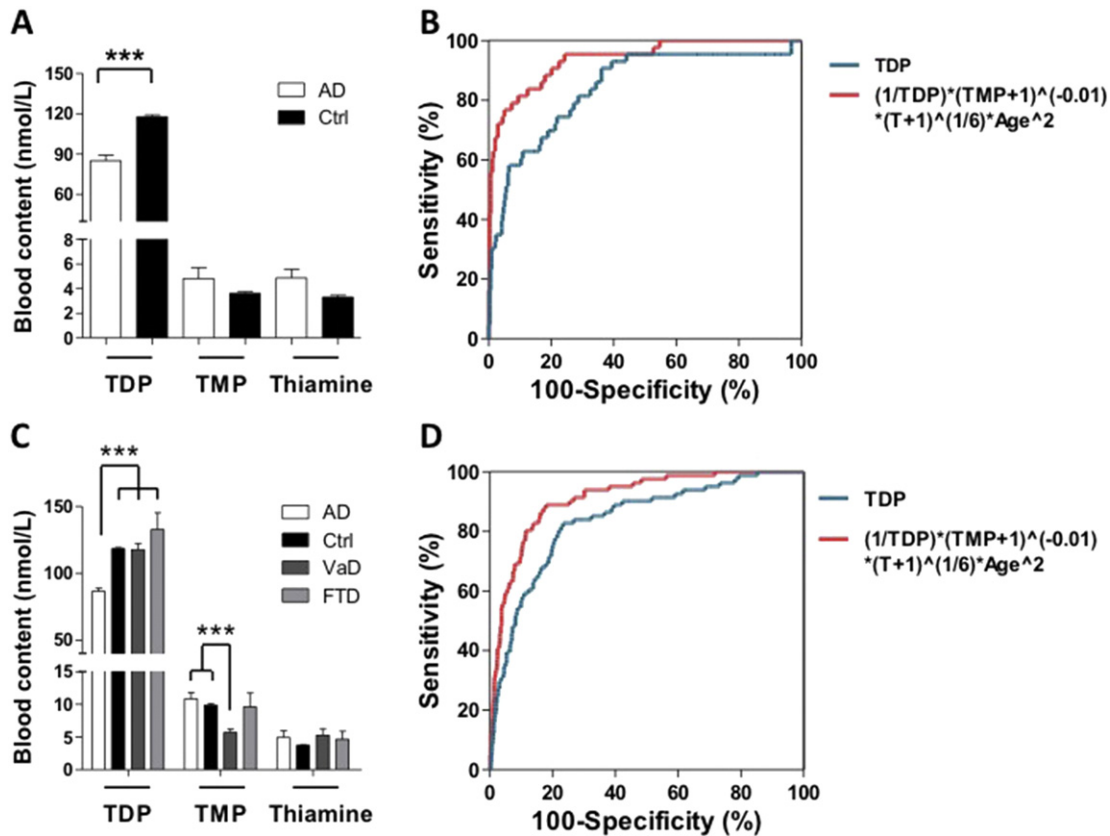 A
***
150
120
90
60
8
6
4
2
0
Blood content (nmol/L)
AD
Ctrl
TDP
TMP
Thiamine
B
100
80
60
40
20
0
Sensitivity (%)
0
20
40
60
80
100
100-Specificity (%)
TDP
(1/TDP)*(TMP+1)^(-0.01)
*(T+1)^(1/6)*Age^2
C
***
***
150
100
50
15
10
5
0
Blood content (nmol/L)
AD
Ctrl
VaD
FTD
TDP
TMP
Thiamine
D
100
80
60
40
20
0
Sensitivity (%)
0
20
40
60
80
100
100-Specificity (%)
TDP
(1/TDP)*(TMP+1)^(-0.01)
*(T+1)^(1/6)*Age^2